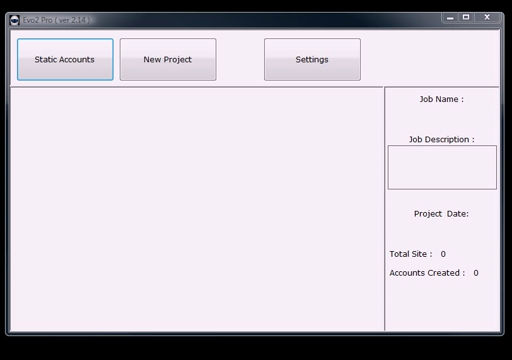 Evo2 Pro ( ver 2.14 )
Static Accounts
New Project
Settings
Job Name :
Job Description :
Project Date:
Total Site : 0
Accounts Created : 0